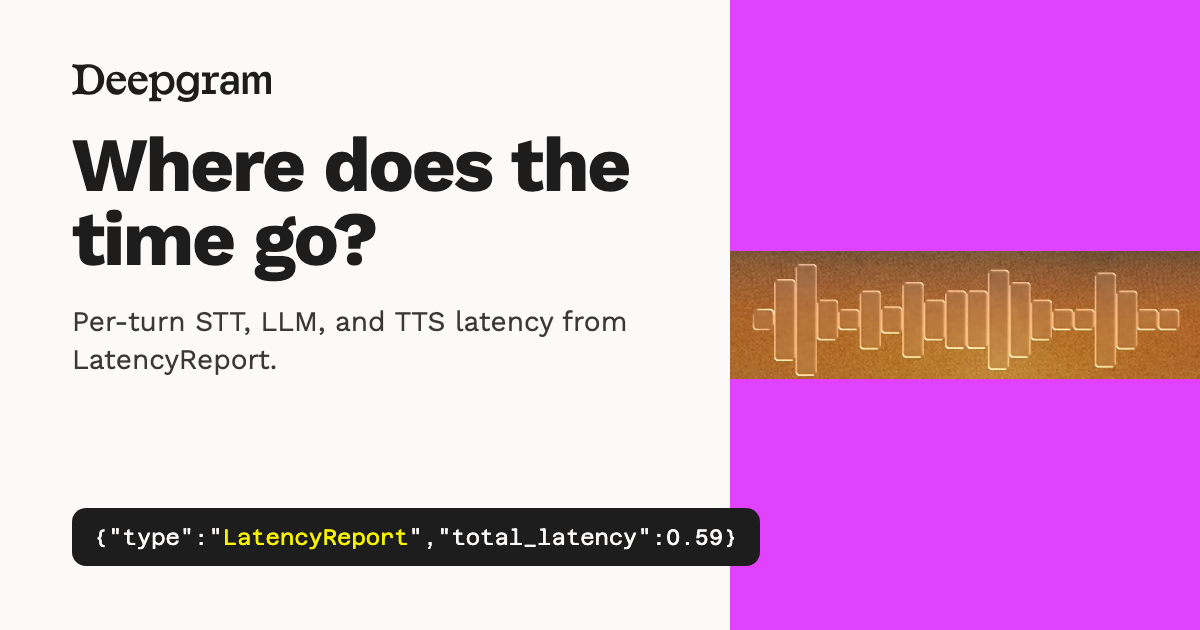 Deepgram
Where does the
time go?
Per-turn STT, LLM, and TTS latency from
LatencyReport.
{"type":"LatencyReport","total_latency":0.59}